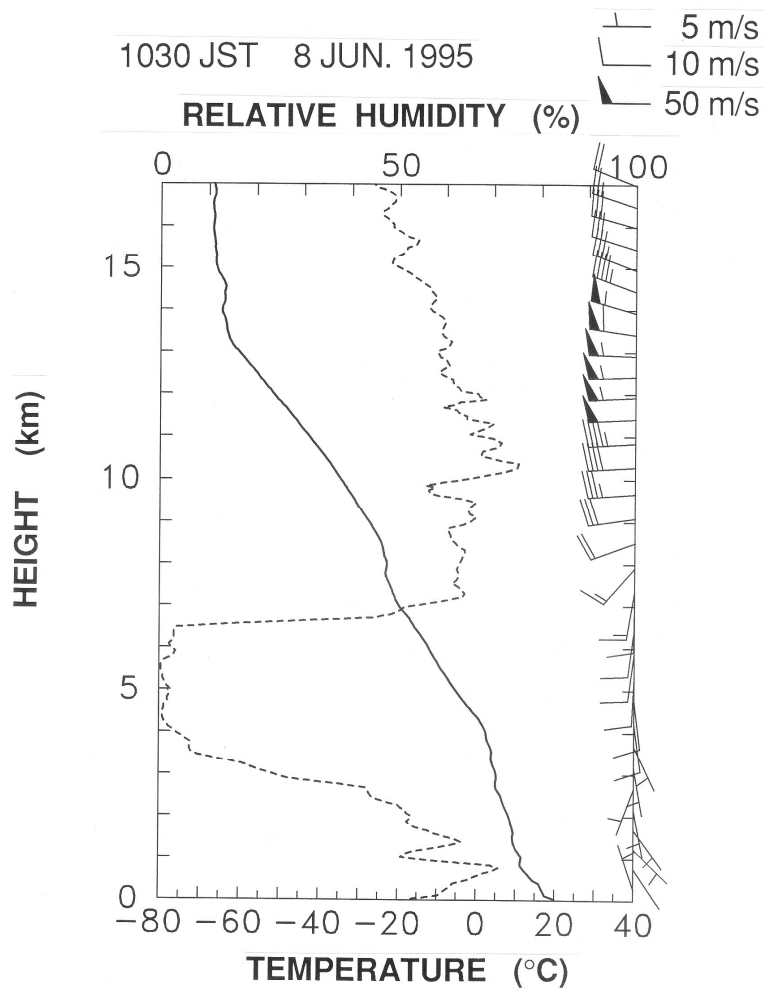 5 m/s
1030 JST 8 JUN. 1995
10 m/s
50 m/s
RELATIVE HUMIDITY (%)
0 50 100
15
10
5
0
HEIGHT (km)
−80 −60 −40 −20 0 20 40
TEMPERATURE (°C)